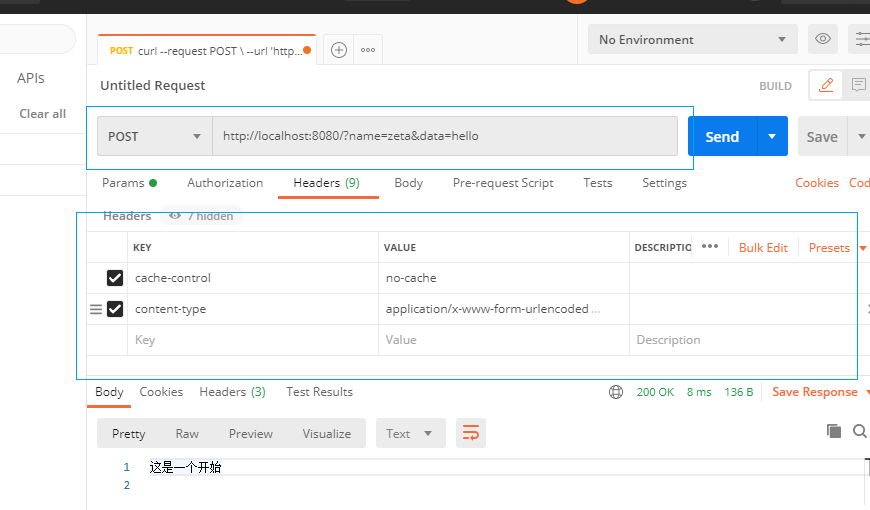 POST curl --request POST \ --url 'http...
No Environment
APIs
Untitled Request
BUILD
Clear all
POST
http://localhost:8080/?name=zeta&data=hello
Send
Save
Params
Authorization
Headers (9)
Body
Pre-request Script
Tests
Settings
Cookies
Cod
Headers
7 hidden
KEY
VALUE
DESCRIPTIO
Bulk Edit
Presets
cache-control
no-cache
content-type
application/x-www-form-urlencoded ...
Key
Value
Description
Body
Cookies
Headers (3)
Test Results
200 OK
8 ms
136 B
Save Response
Pretty
Raw
Preview
Visualize
Text
1
这是一个开始
2